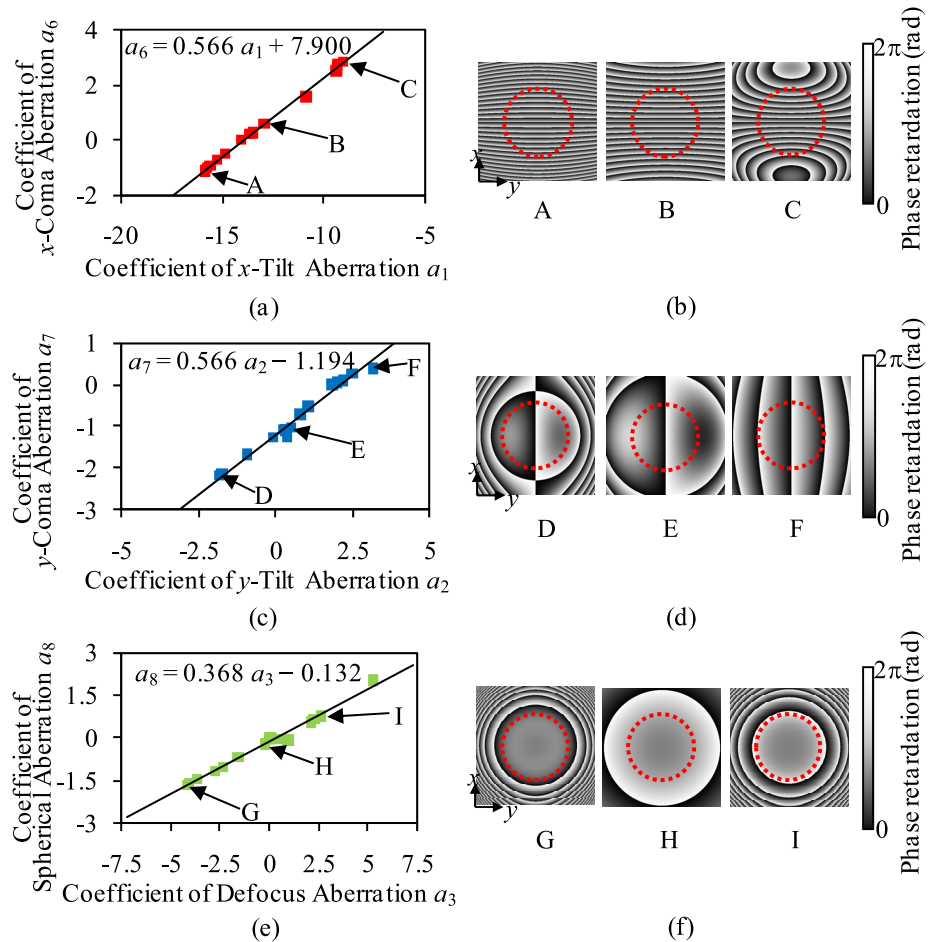 4
2
0
-2
-20
-15
-10
-5
Coefficient of
x-Coma Aberration a6
a6 = 0.566 a1 + 7.900
A
B
C
Coefficient of x-Tilt Aberration a1
(a)
x
y
A
B
C
2π
0
Phase retardation (rad)
(b)
1
0
-1
-2
-3
-5
-2.5
0
2.5
5
Coefficient of
y-Coma Aberration a7
a7 = 0.566 a2 − 1.194
D
E
F
Coefficient of y-Tilt Aberration a2
(c)
x
y
D
E
F
2π
0
Phase retardation (rad)
(d)
3
1.5
0
-1.5
-3
-7.5
-5
-2.5
0
2.5
5
7.5
Coefficient of
Spherical Aberration a8
a8 = 0.368 a3 − 0.132
G
H
I
Coefficient of Defocus Aberration a3
(e)
x
y
G
H
I
2π
0
Phase retardation (rad)
(f)